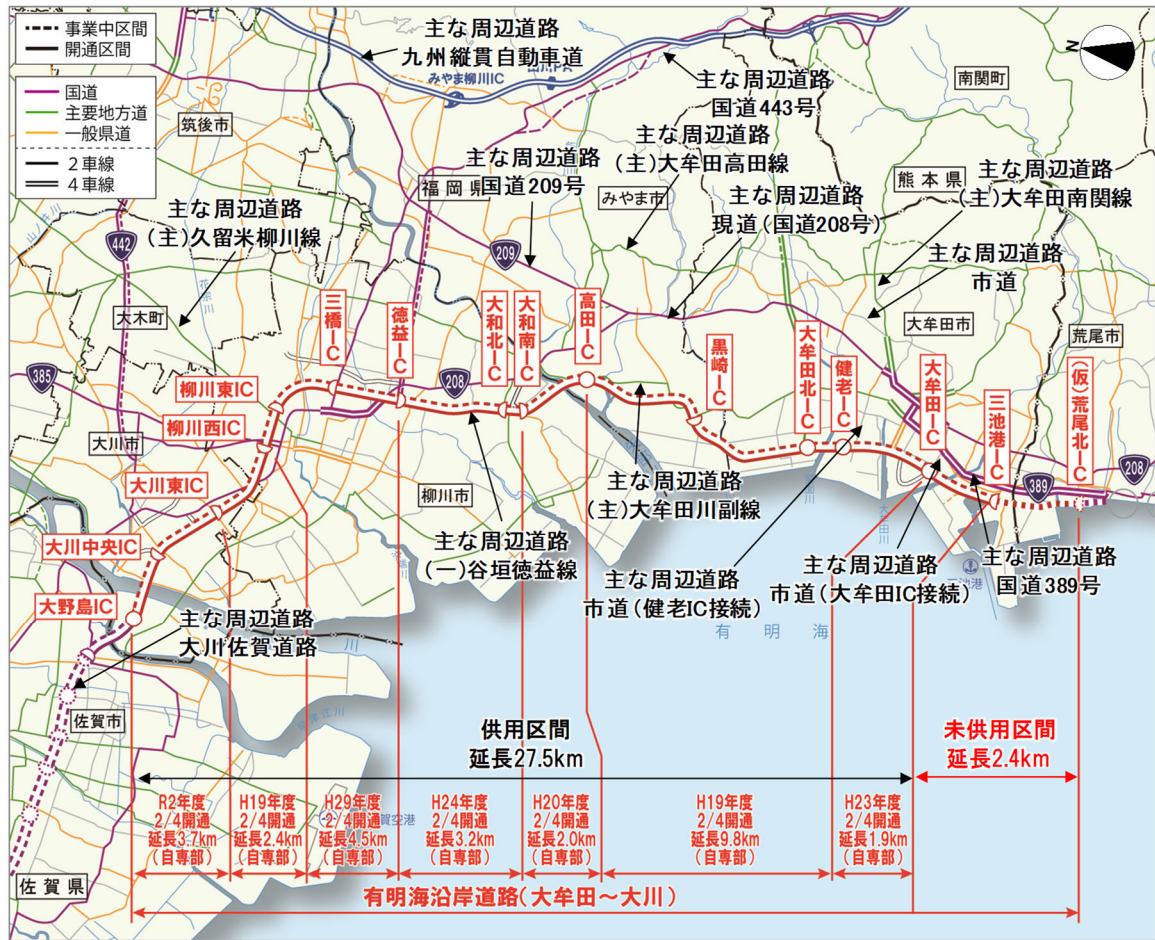 事業中区間
開通区間
国道
主要地方道
一般県道
2車線
4車線
主な周辺道路
九州縦貫自動車道
みやま柳川IC
主な周辺道路
国道443号
南関町
筑後市
主な周辺道路
国道209号
福岡県
主な周辺道路
(主)大牟田高田線
みやま市
主な周辺道路
現道(国道208号)
熊本県
主な周辺道路
(主)大牟田南関線
主な周辺道路
市道
主な周辺道路
(主)久留米柳川線
山ノ井川
花宗川
442
209
大木町
385
大川市
208
大牟田市
荒尾市
三橋IC
徳益IC
大和北IC
大和南IC
高田IC
黒崎IC
大牟田北IC
健老IC
大牟田IC
三池港IC
(仮)荒尾北IC
柳川東IC
柳川西IC
大川東IC
大川中央IC
大野島IC
柳川市
389
208
主な周辺道路
(一)谷垣徳益線
主な周辺道路
(主)大牟田川副線
主な周辺道路
市道(健老IC接続)
主な周辺道路
市道(大牟田IC接続)
主な周辺道路
国道389号
三池港
有明海
主な周辺道路
大川佐賀道路
佐賀市
佐賀県
供用区間
延長27.5km
未供用区間
延長2.4km
R2年度
2/4開通
延長3.7km
(自専部)
H19年度
2/4開通
延長2.4km
(自専部)
H29年度
2/4開通
延長4.5km
(自専部)
H24年度
2/4開通
延長3.2km
(自専部)
H20年度
2/4開通
延長2.0km
(自専部)
H19年度
2/4開通
延長9.8km
(自専部)
H23年度
2/4開通
延長1.9km
(自専部)
有明海沿岸道路(大牟田~大川)
N